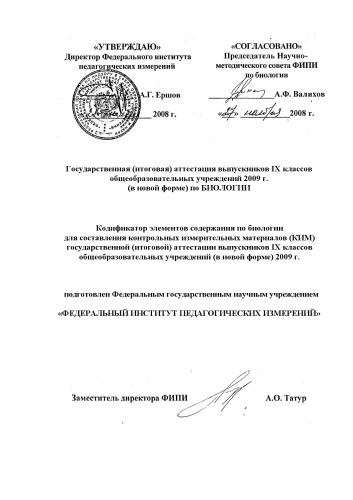 «УТВЕРЖДАЮ»
Директор Федерального института
педагогических измерений
А.Г. Ершов
2008 г.
«СОГЛАСОВАНО»
Председатель Научно-
методического совета ФИПИ
по биологии
А.Ф. Валихов
2008 г.
Государственная (итоговая) аттестация выпускников IX классов
общеобразовательных учреждений 2009 г.
(в новой форме) по БИОЛОГИИ
Кодификатор элементов содержания по биологии
для составления контрольных измерительных материалов (КИМ)
государственной (итоговой) аттестации выпускников IX классов
общеобразовательных учреждений (в новой форме) 2009 г.
подготовлен Федеральным государственным научным учреждением
«ФЕДЕРАЛЬНЫЙ ИНСТИТУТ ПЕДАГОГИЧЕСКИХ ИЗМЕРЕНИЙ»
Заместитель директора ФИПИ
А.О. Татур